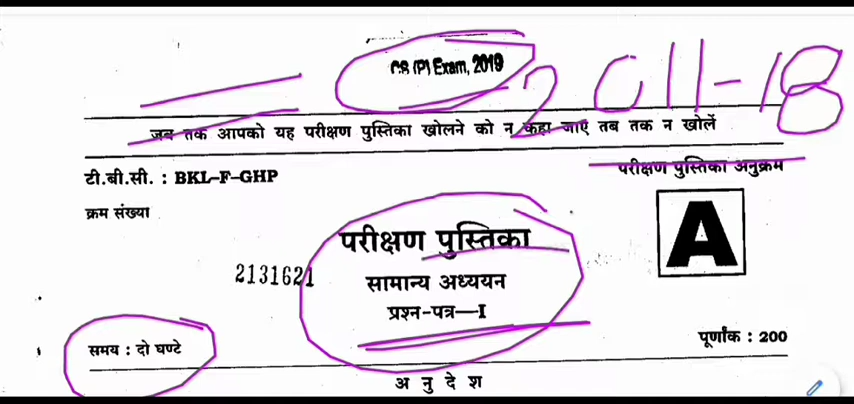 CS (P) Exam, 2019
2011-18
जब तक आपको यह परीक्षण पुस्तिका खोलने को न कहा जाए तब तक न खोलें
टी.बी.सी. : BKL-F-GHP
परीक्षण पुस्तिका अनुक्रम
क्रम संख्या
A
परीक्षण पुस्तिका
2131621
सामान्य अध्ययन
प्रश्न-पत्र—I
समय : दो घण्टे
पूर्णांक : 200
अ नु दे श